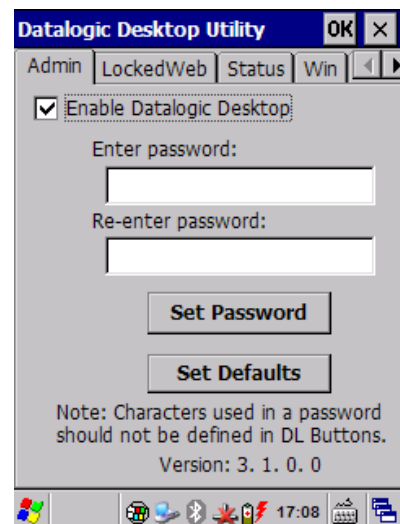 Datalogic Desktop Utility OK
Admin LockedWeb Status Win
Enable Datalogic Desktop
Enter password:
Re-enter password:
Set Password
Set Defaults
Note: Characters used in a password
should not be defined in DL Buttons.
Version: 3. 1. 0. 0
17:08